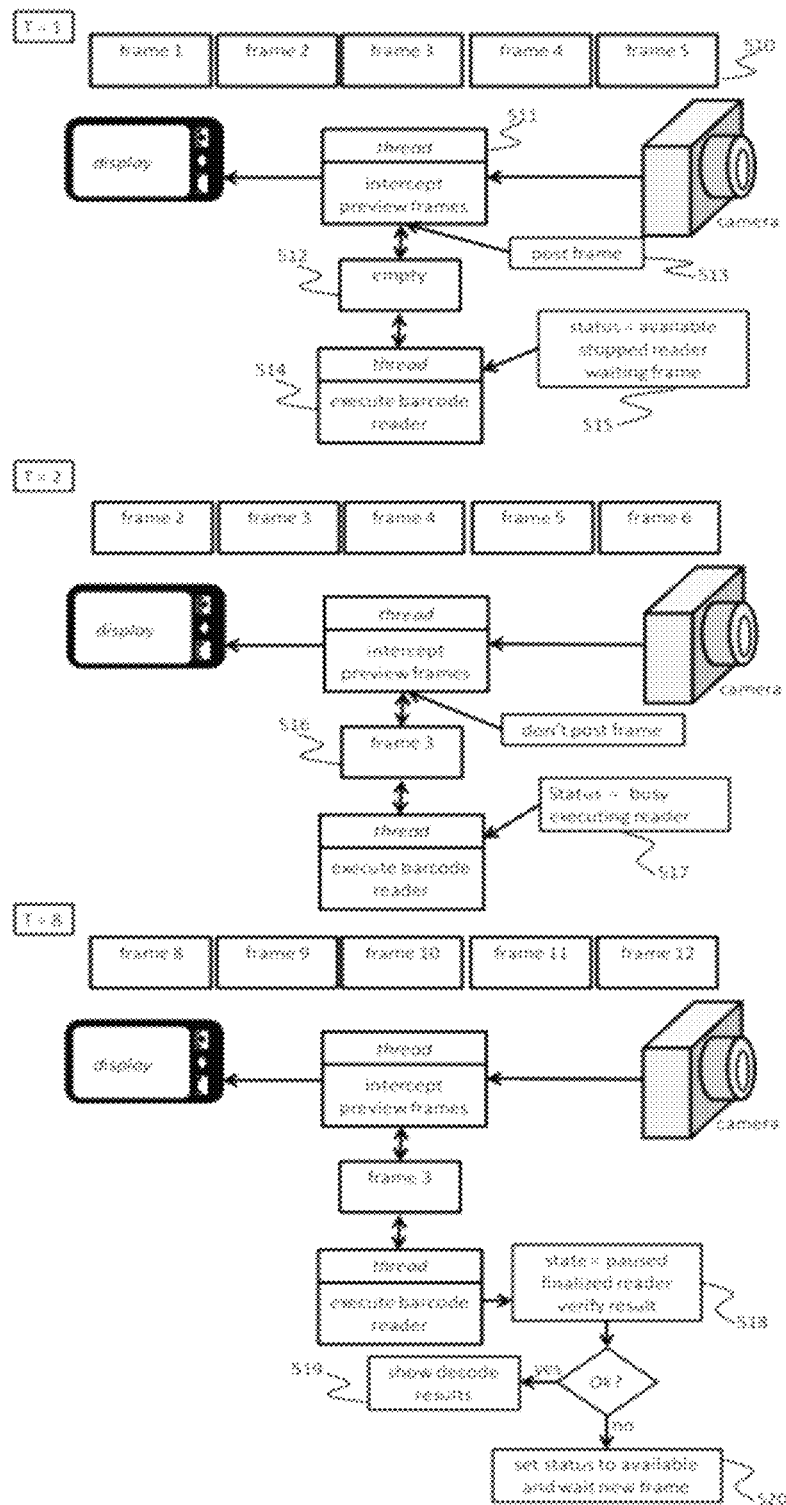 T = 1
frame 1 frame 2 frame 3 frame 4 frame 5
510
511
display
thread
intercept
preview frames
camera
512
empty
post frame
513
514
thread
execute barcode
reader
status = available
stopped reader
waiting frame
515
T = 2
frame 2 frame 3 frame 4 frame 5 frame 6
display
thread
intercept
preview frames
camera
516
frame 3
don't post frame
thread
execute barcode
reader
Status = busy
executing reader
517
T = 8
frame 8 frame 9 frame 10 frame 11 frame 12
display
thread
intercept
preview frames
camera
frame 3
thread
execute barcode
reader
state = paused
finalized reader
verify result
518
519
show decode
results
yes
Ok?
no
set status to available
and wait new frame
520